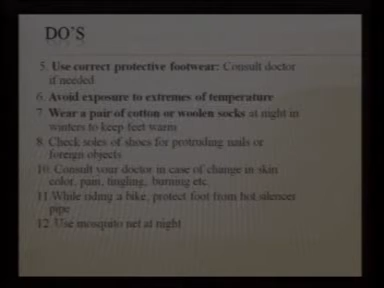 DO'S
5. Use correct protective footwear: Consult doctor
if needed
6. Avoid exposure to extremes of temperature
7. Wear a pair of cotton or woolen socks at night in
winters to keep feet warm
8. Check soles of shoes for protruding nails or
foreign objects
10. Consult your doctor in case of change in skin
color, pain, tingling, burning etc.
11. While riding a bike, protect foot from hot silencer
pipe
12. Use mosquito net at night